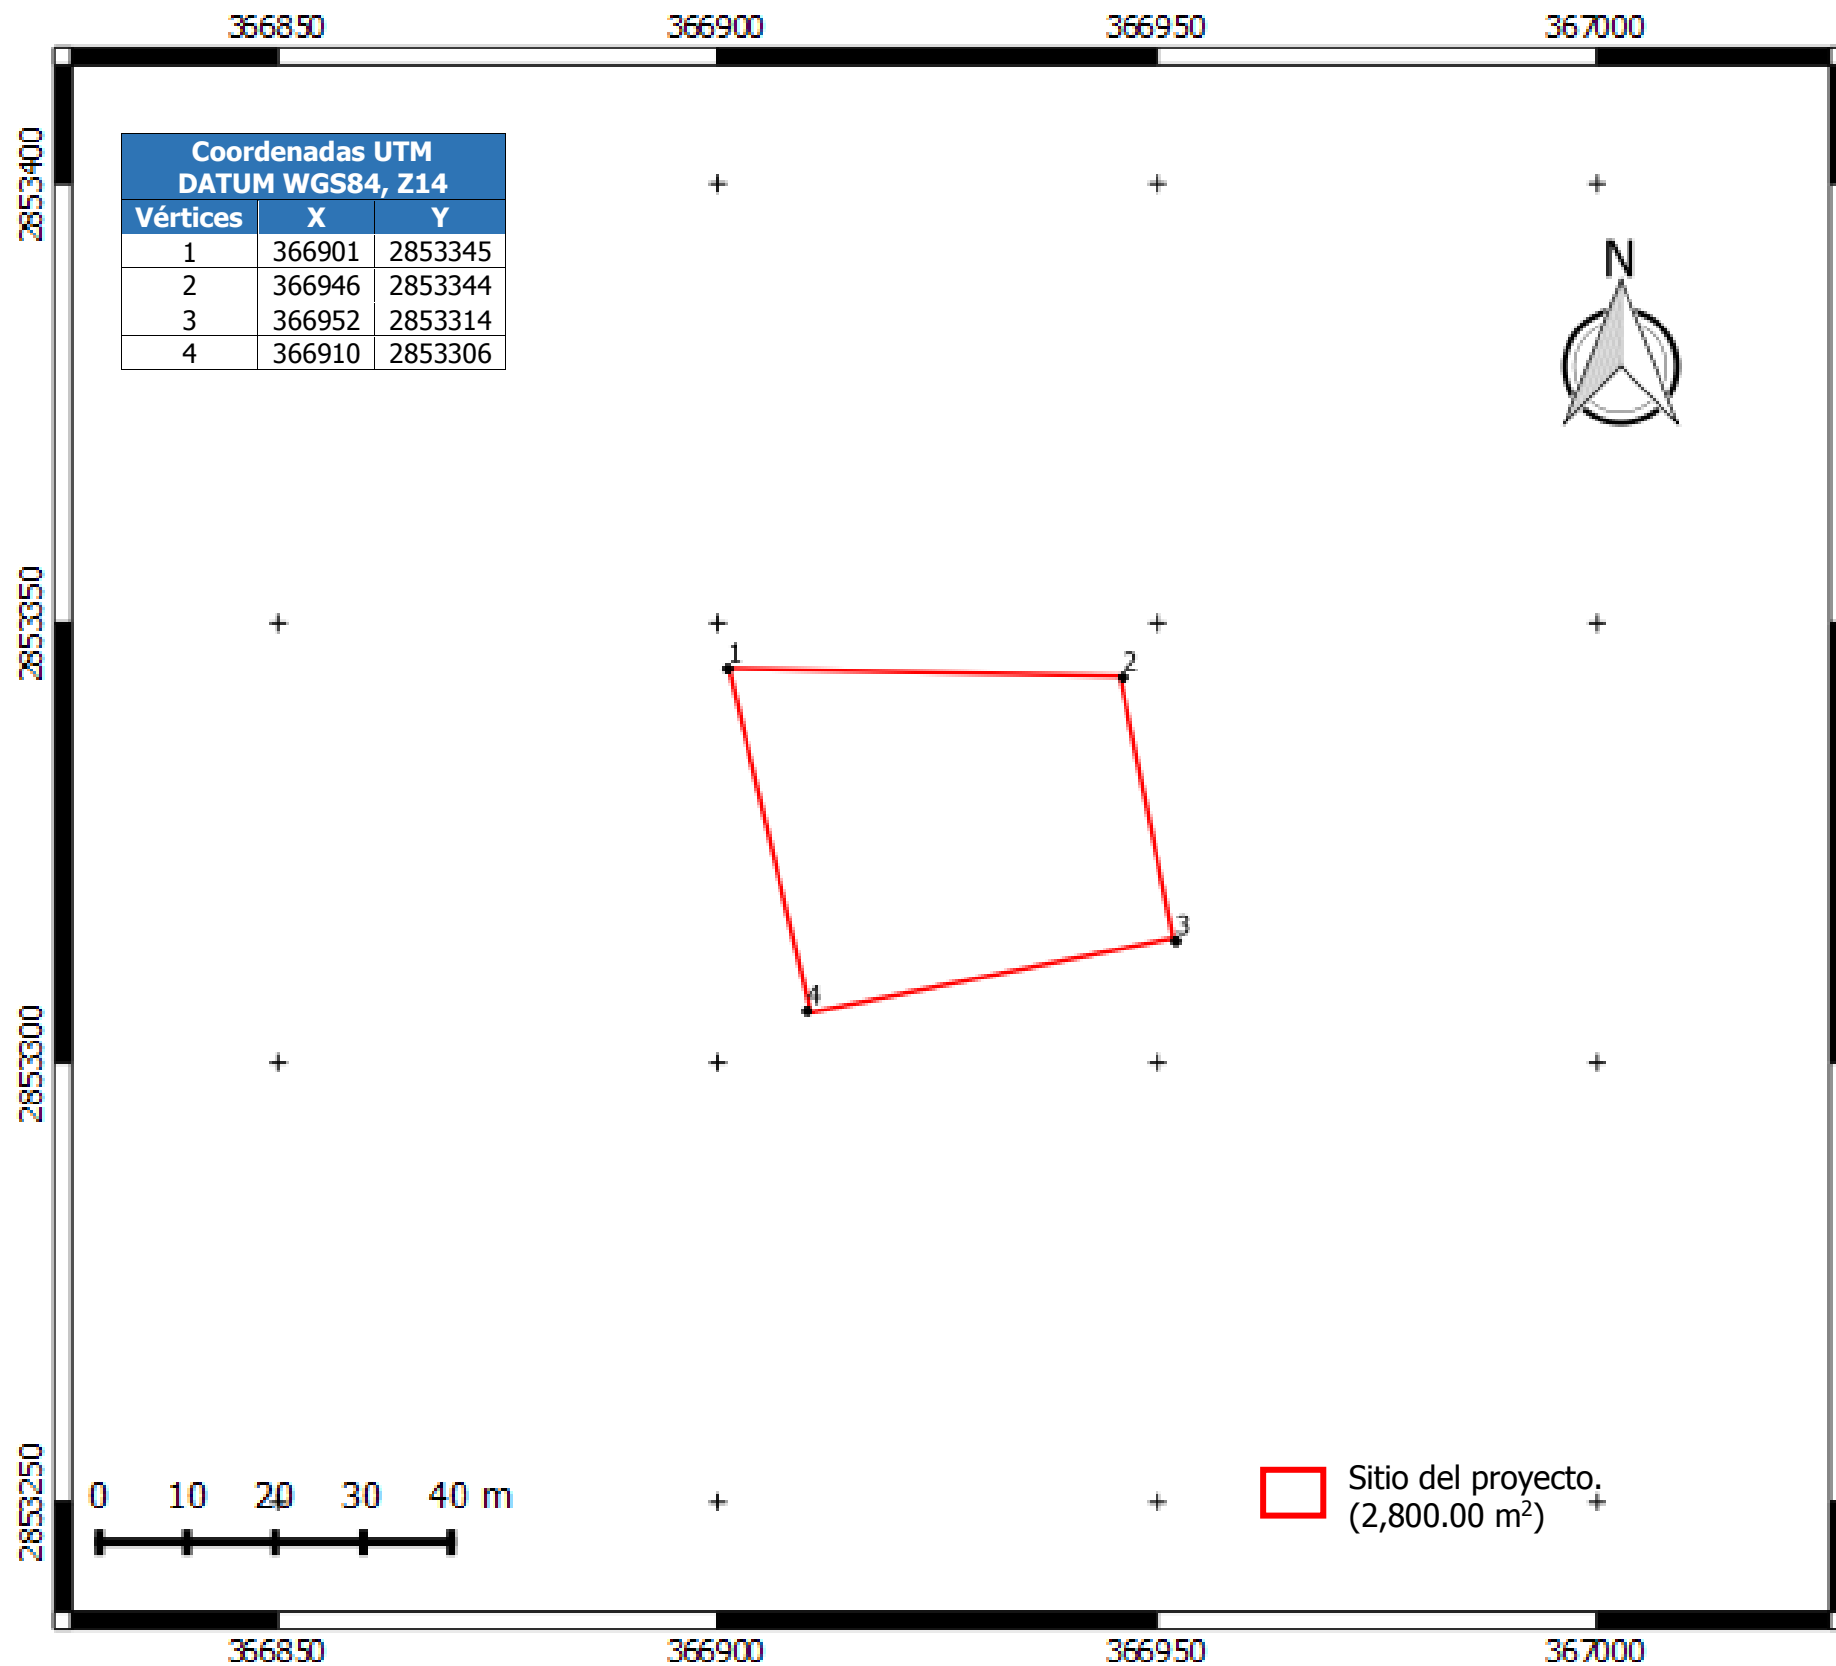 366850 366900 366950 367000
2853400
2853350
2853300
2853250
Coordenadas UTM
DATUM WGS84, Z14
Vértices X Y
1 366901 2853345
2 366946 2853344
3 366952 2853314
4 366910 2853306
N
1
2
3
4
0 10 20 30 40 m
Sitio del proyecto.
(2,800.00 m²)
366850 366900 366950 367000